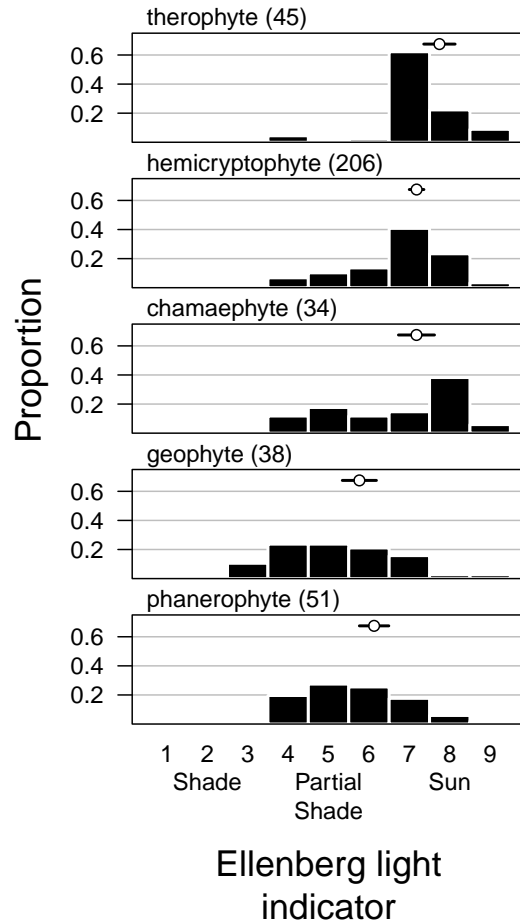 therophyte (45)
0.6
0.4
0.2
hemicryptophyte (206)
0.6
0.4
0.2
chamaephyte (34)
0.6
0.4
0.2
geophyte (38)
0.6
0.4
0.2
phanerophyte (51)
0.6
0.4
0.2
Proportion
1 2 3 4 5 6 7 8 9
Shade Partial Sun
Shade
Ellenberg light
indicator